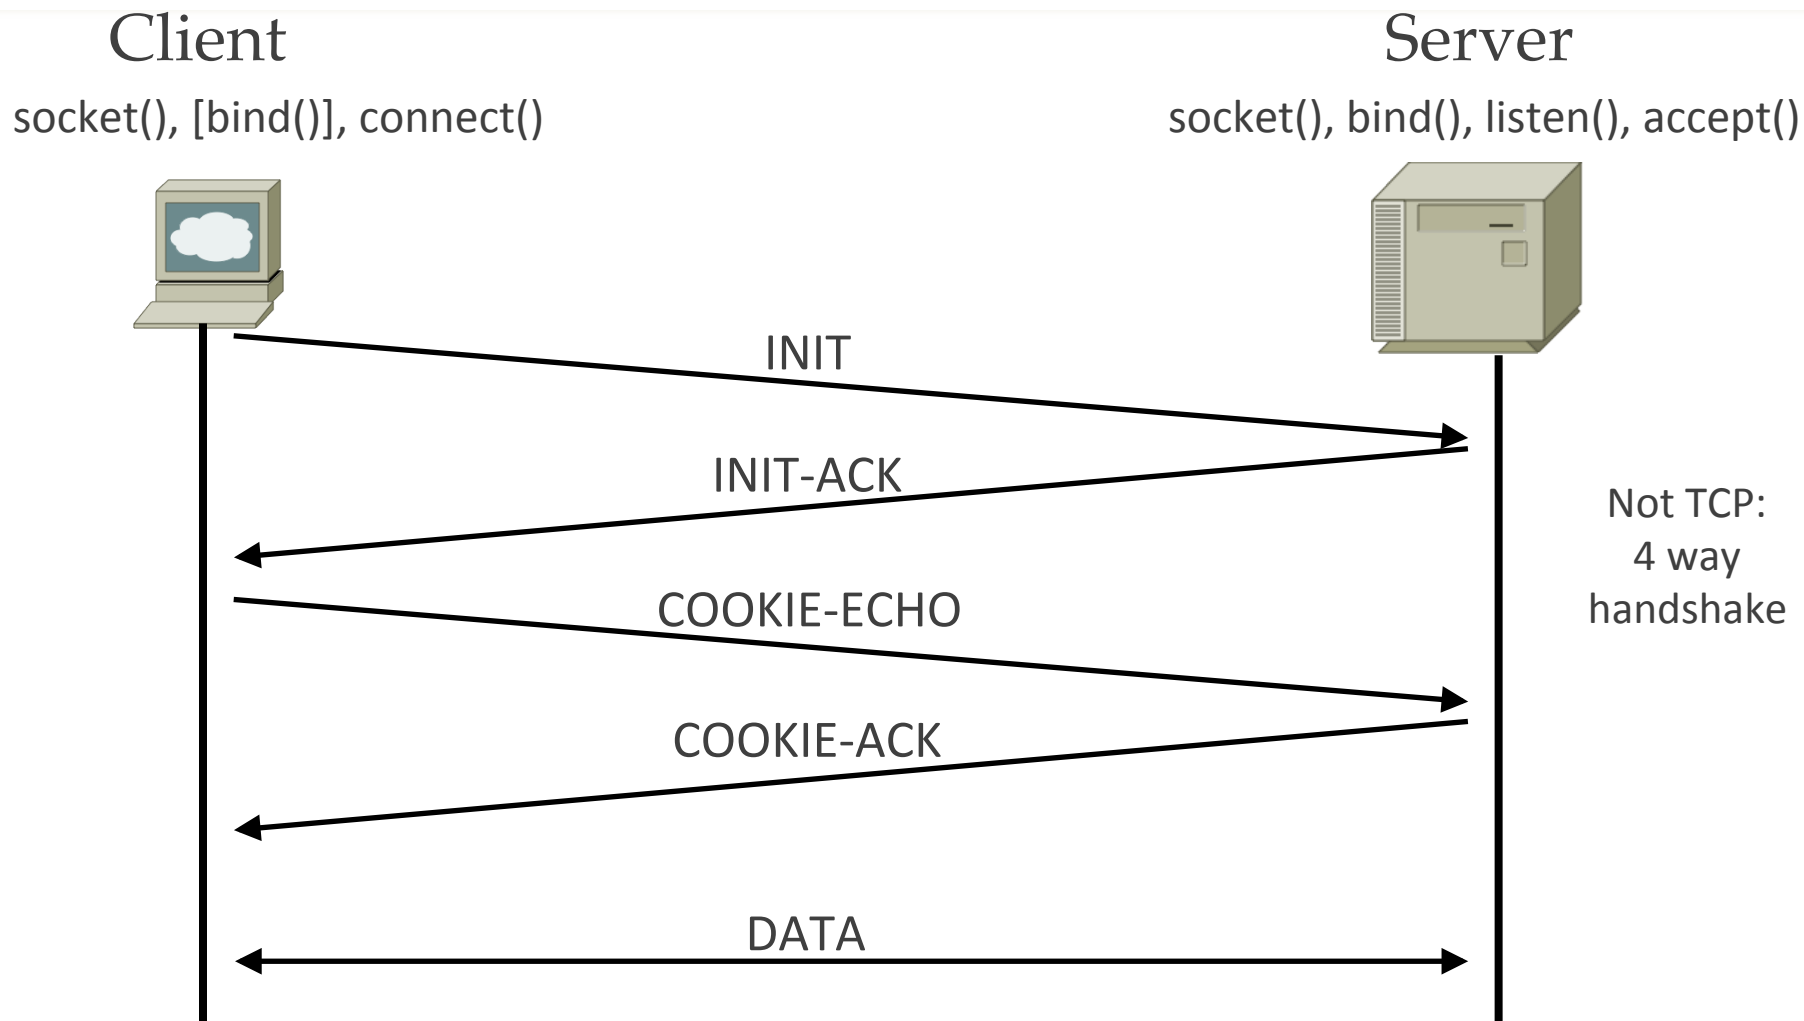 Client
Server
socket(), [bind()], connect()
socket(), bind(), listen(), accept()
INIT
INIT-ACK
Not TCP:
4 way
handshake
COOKIE-ECHO
COOKIE-ACK
DATA